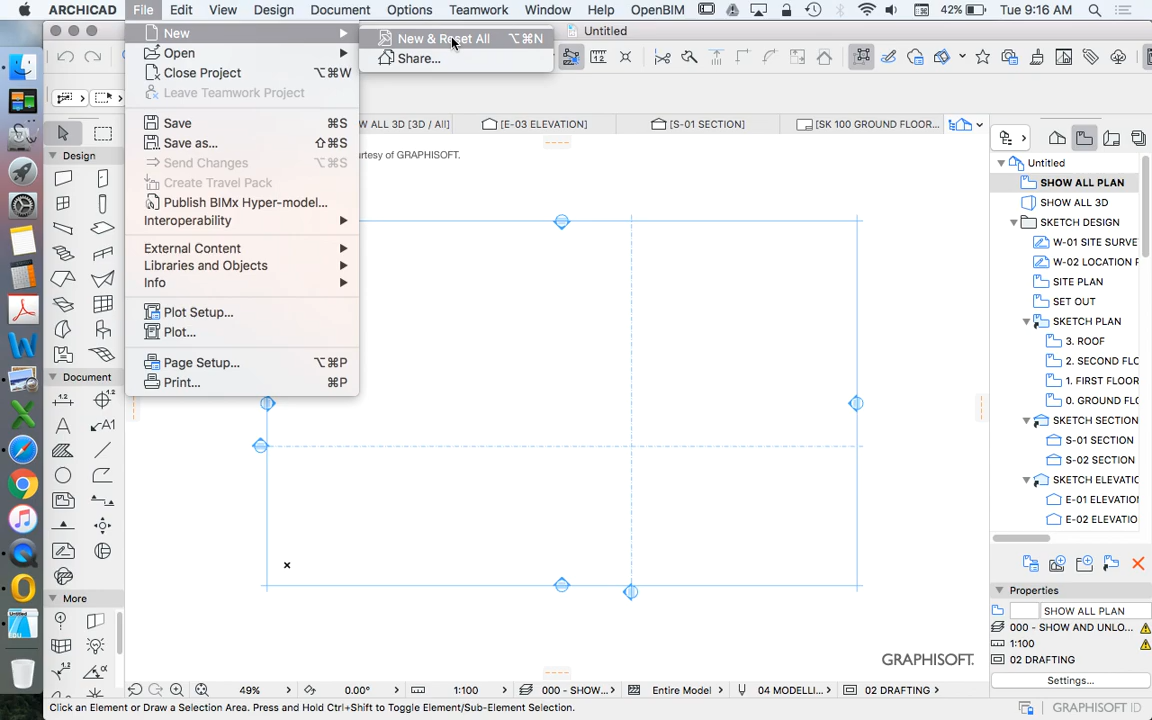 ARCHICAD File Edit View Design Document Options Teamwork Window Help OpenBIM 42% Tue 9:16 AM
Untitled
New
New & Reset All ⌥⌘N
Share...
Open
Close Project ⌥⌘W
Leave Teamwork Project
Save ⌘S
Save as... ⇧⌘S
Send Changes ⌥⌘S
Create Travel Pack
Publish BIMx Hyper-model...
Interoperability
External Content
Libraries and Objects
Info
Plot Setup...
Plot...
Page Setup... ⌥⌘P
Print... ⌘P
W ALL 3D [3D / All]
[E-03 ELEVATION]
[S-01 SECTION]
[SK 100 GROUND FLOOR...
rtesy of GRAPHISOFT.
Design
Document
A1
More
Untitled
SHOW ALL PLAN
SHOW ALL 3D
SKETCH DESIGN
W-01 SITE SURVE
W-02 LOCATION F
SITE PLAN
SET OUT
SKETCH PLAN
3. ROOF
2. SECOND FLO
1. FIRST FLOOR
0. GROUND FLO
SKETCH SECTION
S-01 SECTION
S-02 SECTION
SKETCH ELEVATIO
E-01 ELEVATIO
E-02 ELEVATIO
Properties
SHOW ALL PLAN
000 - SHOW AND UNLO...
1:100
02 DRAFTING
Settings...
GRAPHISOFT.
49% 0.00° 1:100 000 - SHOW... Entire Model 04 MODELLI... 02 DRAFTING
Click an Element or Draw a Selection Area. Press and Hold Ctrl+Shift to Toggle Element/Sub-Element Selection.
GRAPHISOFT ID